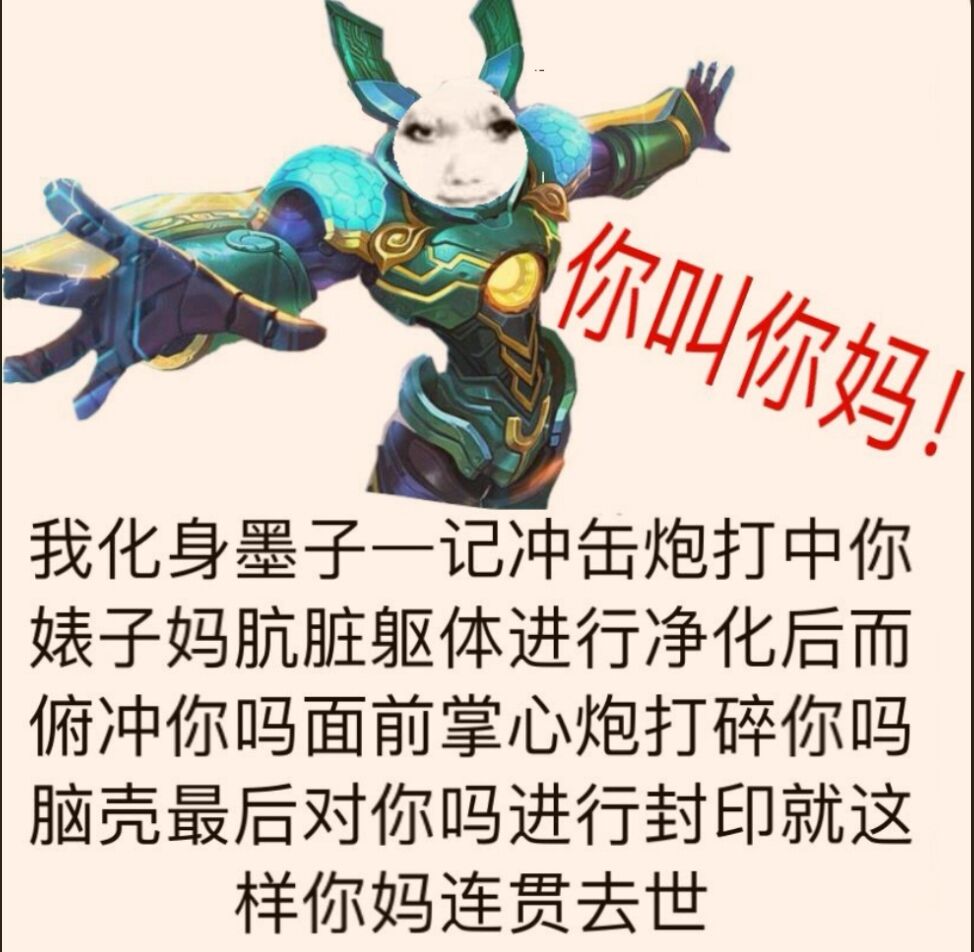 你叫你妈！
我化身墨子一记冲缶炮打中你
婊子妈肮脏躯体进行净化后而
俯冲你吗面前掌心炮打碎你吗
脑壳最后对你吗进行封印就这
样你妈连贯去世